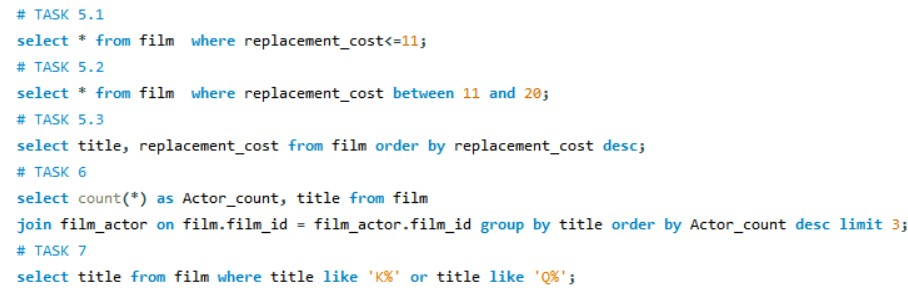 # TASK 5.1
select * from film  where replacement_cost<=11;
# TASK 5.2
select * from film  where replacement_cost between 11 and 20;
# TASK 5.3
select title, replacement_cost from film order by replacement_cost desc;
# TASK 6
select count(*) as Actor_count, title from film
join film_actor on film.film_id = film_actor.film_id group by title order by Actor_count desc limit 3;
# TASK 7
select title from film where title like 'K%' or title like 'Q%';